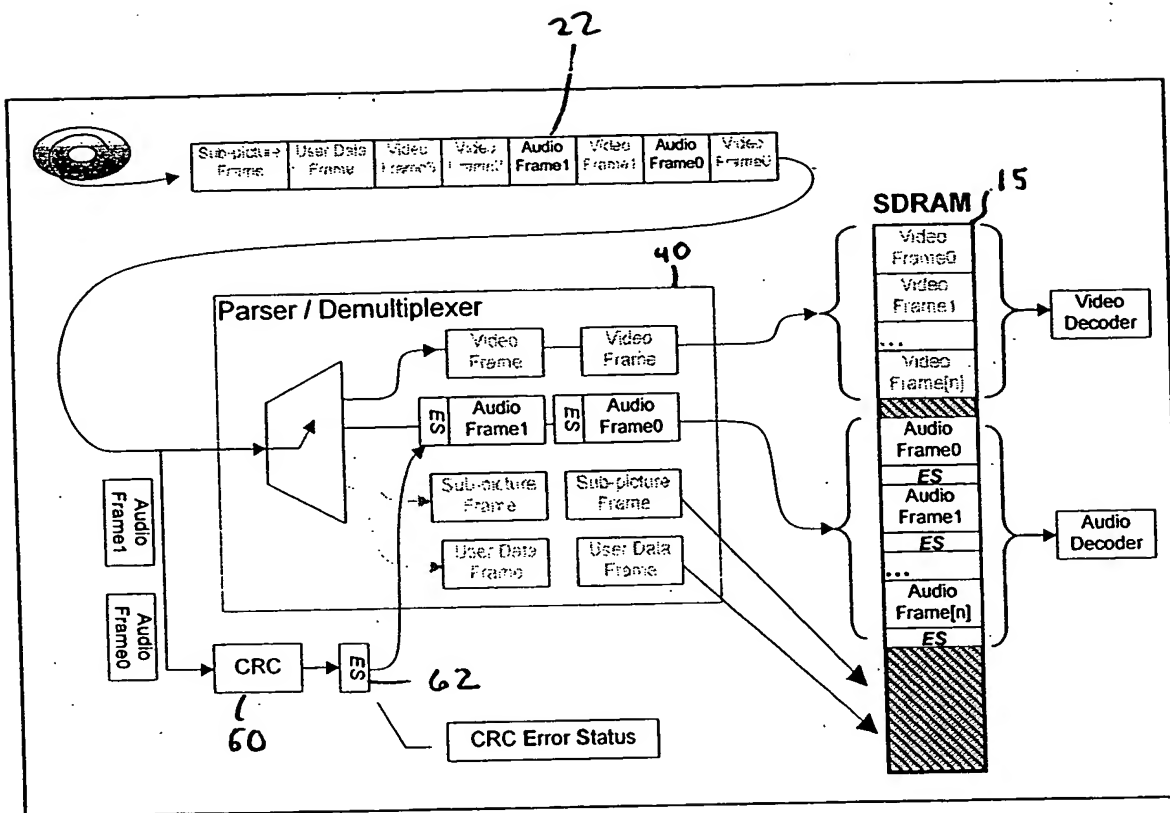 22
Sub-picture Frame
User Data Frame
Video
Video
Audio Frame1
Video Frame1
Audio Frame0
Video Frame0
SDRAM
15
40
Parser / Demultiplexer
Video Frame
Video Frame
ES
Audio Frame1
ES
Audio Frame0
Sub-picture Frame
Sub-picture Frame
User Data Frame
User Data Frame
Video Frame0
Video Frame1
...
Video Frame[n]
Audio Frame0
ES
Audio Frame1
ES
...
Audio Frame[n]
ES
Video Decoder
Audio Decoder
Audio Frame1
Audio Frame0
CRC
60
ES
62
CRC Error Status